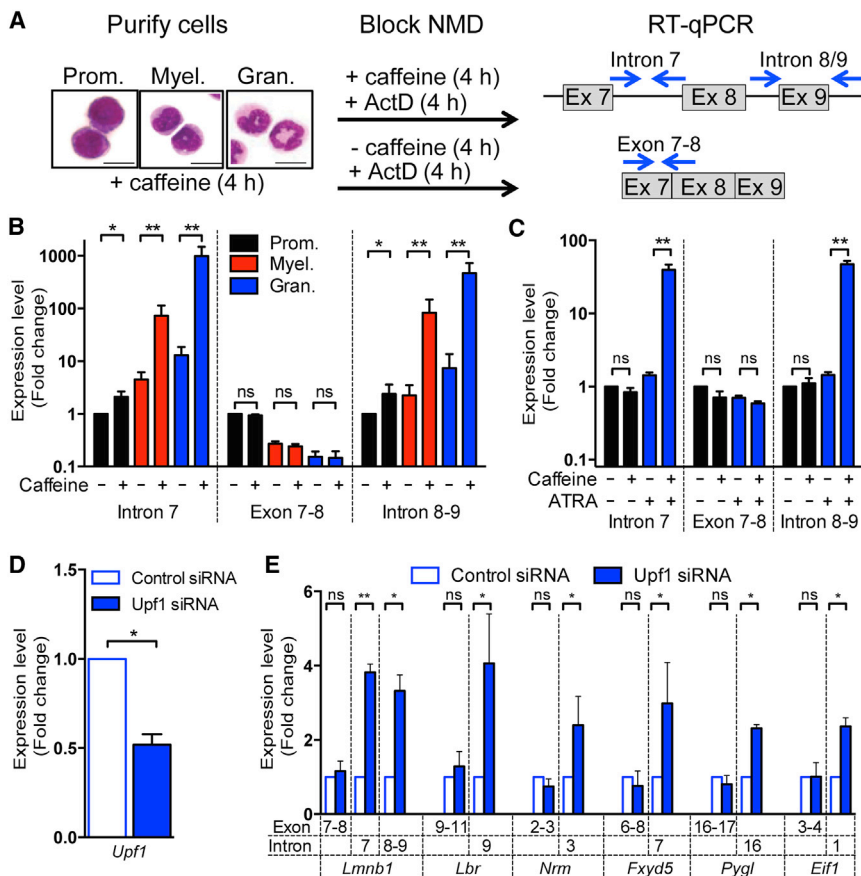 A
Purify cells
Block NMD
RT-qPCR
Prom. Myel. Gran.
+ caffeine (4 h)
+ caffeine (4 h)
+ ActD (4 h)
- caffeine (4 h)
+ ActD (4 h)
Intron 7
Intron 8/9
Ex 7
Ex 8
Ex 9
Exon 7-8
Ex 7 Ex 8 Ex 9
B
Expression level
(Fold change)
1000
100
10
1
0.1
* ** **
ns ns ns
* ** **
Prom.
Myel.
Gran.
Caffeine - + - + - + - + - + - + - + - + - +
Intron 7 Exon 7-8 Intron 8-9
C
Expression level
(Fold change)
100
10
1
0.1
ns **
ns ns
ns **
Caffeine - + - + - + - + - + - +
ATRA - - + + - - + + - - + +
Intron 7 Exon 7-8 Intron 8-9
D
Control siRNA
Upf1 siRNA
Expression level
(Fold change)
1.5
1.0
0.5
0.0
*
Upf1
E
Control siRNA
Upf1 siRNA
Expression level
(Fold change)
6
4
2
0
ns ** * ns * ns * ns * ns * ns *
Exon 7-8 9-11 2-3 6-8 16-17 3-4
Intron 7 8-9 9 3 7 16 1
Lmnb1 Lbr Nrm Fxyd5 Pygl Eif1